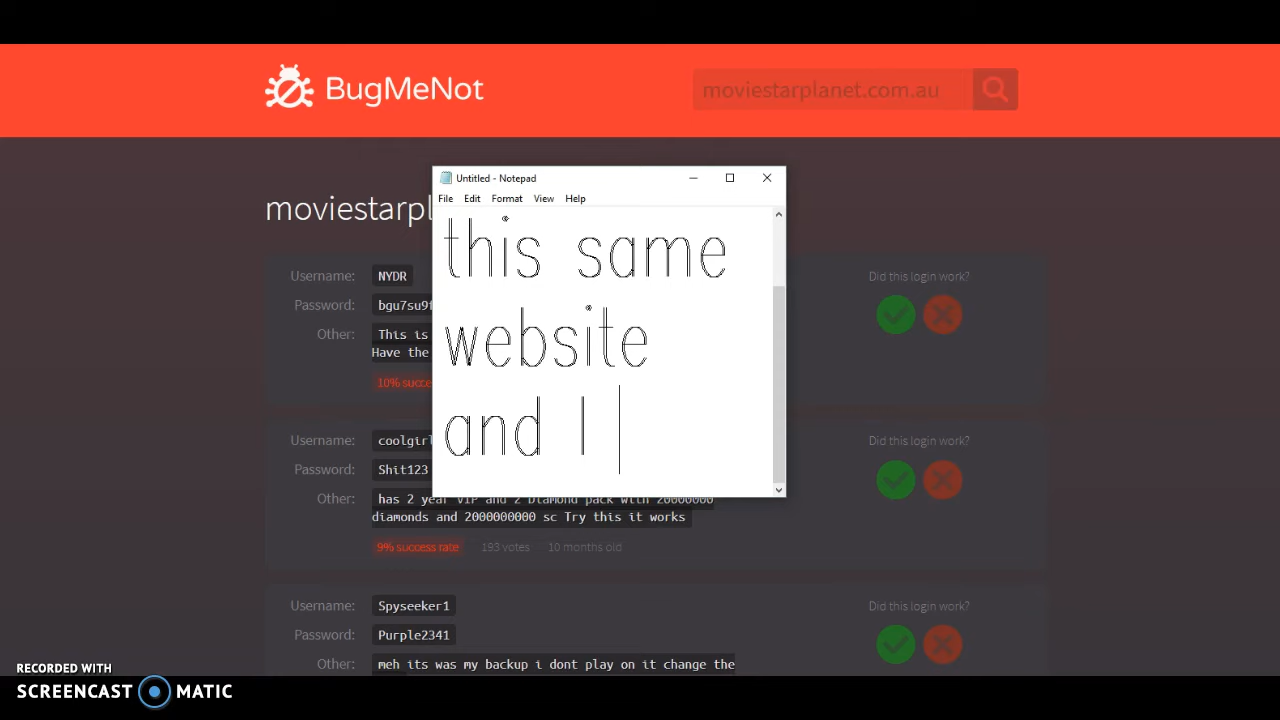 BugMeNot
moviestarplanet.com.au
Untitled - Notepad
File Edit Format View Help
this same
website
and I
moviestarpl
Username: NYDR
Password: bgu7su9f
Other: This is
Have the
10% succe
Did this login work?
Username: coolgirl
Password: Shit123
Other: has 2 year VIP and 2 Diamond pack with 20000000
diamonds and 2000000000 sc Try this it works
9% success rate 193 votes 10 months old
Did this login work?
Username: Spyseeker1
Password: Purple2341
Other: meh its was my backup i dont play on it change the
Did this login work?
RECORDED WITH
SCREENCAST MATIC